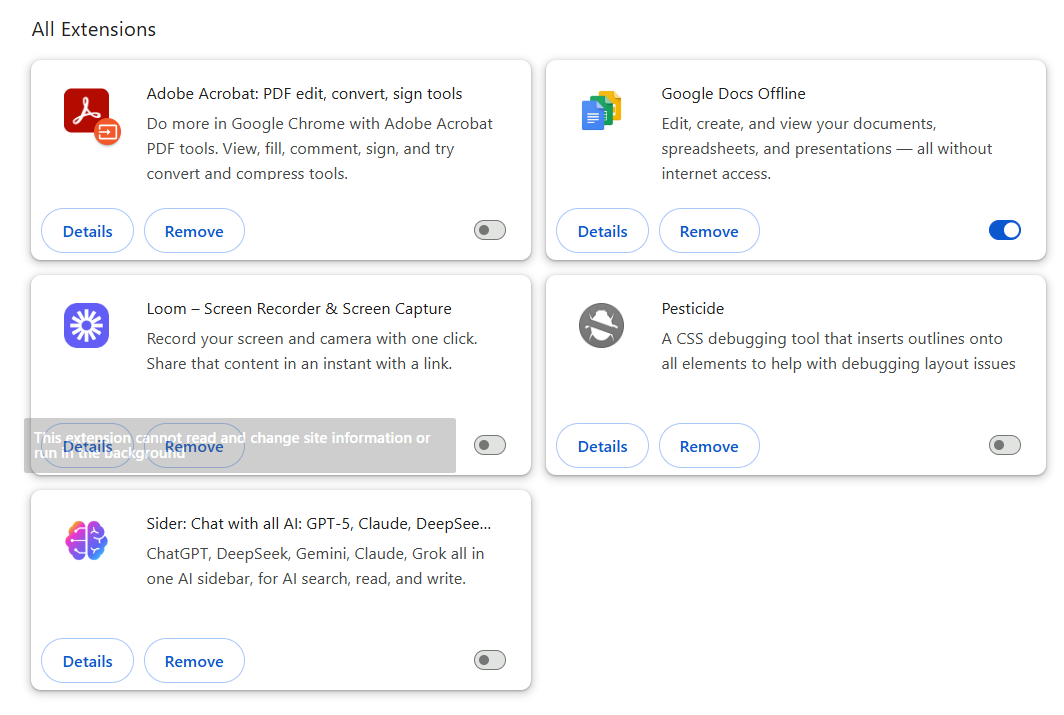 All Extensions
Adobe Acrobat: PDF edit, convert, sign tools
Do more in Google Chrome with Adobe Acrobat
PDF tools. View, fill, comment, sign, and try
convert and compress tools.
Details
Remove
Google Docs Offline
Edit, create, and view your documents,
spreadsheets, and presentations — all without
internet access.
Details
Remove
Loom – Screen Recorder & Screen Capture
Record your screen and camera with one click.
Share that content in an instant with a link.
Details
Remove
This extension cannot read and change site information or
run in the background
Pesticide
A CSS debugging tool that inserts outlines onto
all elements to help with debugging layout issues
Details
Remove
Sider: Chat with all AI: GPT-5, Claude, DeepSee...
ChatGPT, DeepSeek, Gemini, Claude, Grok all in
one AI sidebar, for AI search, read, and write.
Details
Remove